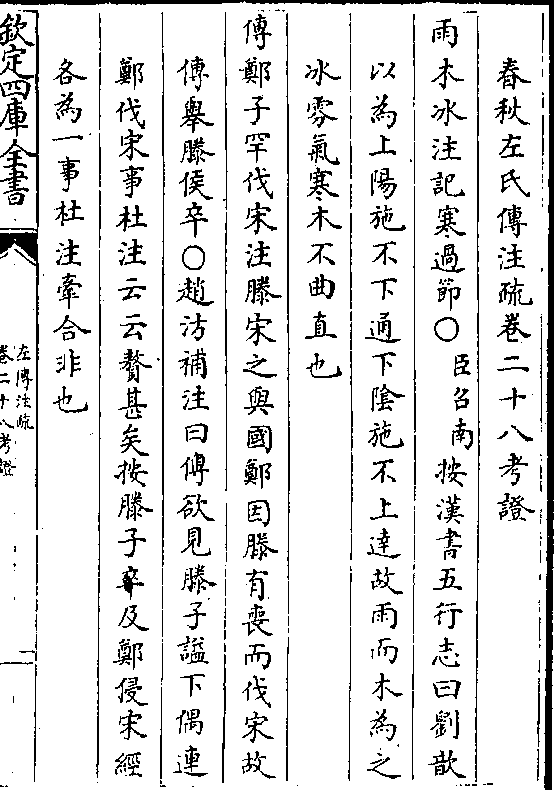 春秋左氏傳注疏卷二十八考證
雨木冰注記寒過節○臣召南按漢書五行志曰劉歆
以為上陽施不下通下陰施不上達故雨而木為之
冰雰氣寒木不曲直也
傳鄭子罕伐宋注滕宋之與國鄭因滕有喪而伐宋故
傳舉滕侯卒○趙汸補注曰傳欲見滕子謚下偶連
鄭伐宋事杜注云云贅甚矣按滕子卒及鄭侵宋經
各為一事杜注牽合非也
欽定四庫全書
左傳注疏
卷二十八考證
一